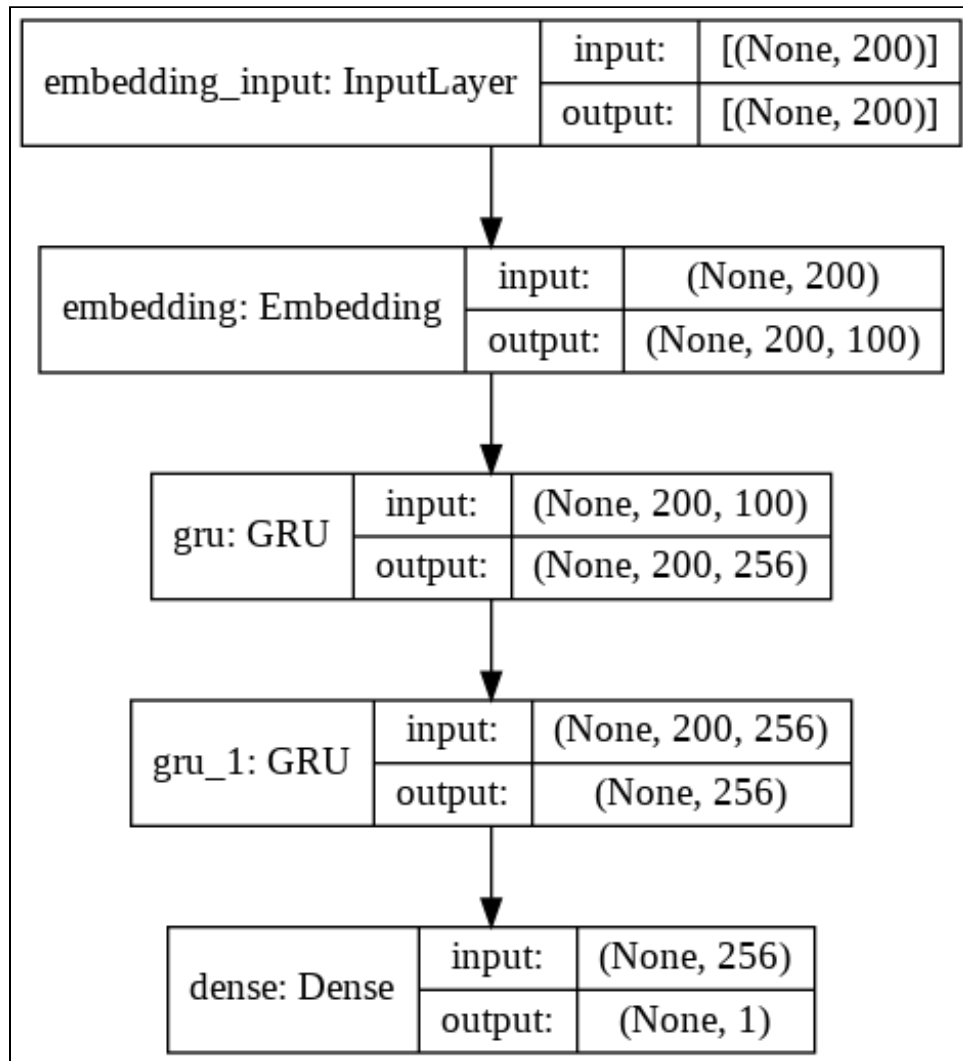 embedding_input: InputLayer
input:
[(None, 200)]
output:
[(None, 200)]
embedding: Embedding
input:
(None, 200)
output:
(None, 200, 100)
gru: GRU
input:
(None, 200, 100)
output:
(None, 200, 256)
gru_1: GRU
input:
(None, 200, 256)
output:
(None, 256)
dense: Dense
input:
(None, 256)
output:
(None, 1)